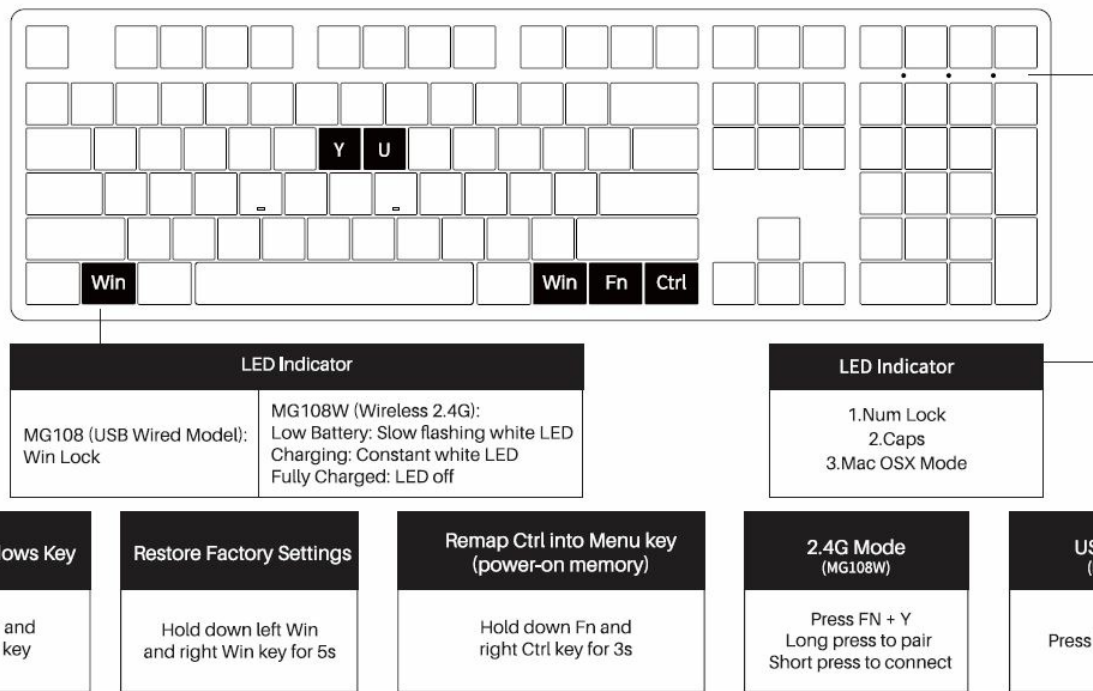 Y U
Win Win Fn Ctrl
LED Indicator
MG108 (USB Wired Model):
Win Lock
MG108W (Wireless 2.4G):
Low Battery: Slow flashing white LED
Charging: Constant white LED
Fully Charged: LED off
LED Indicator
1.Num Lock
2.Caps
3.Mac OSX Mode
Key
and
key
Restore Factory Settings
Hold down left Win
and right Win key for 5s
Remap Ctrl into Menu key
(power-on memory)
Hold down Fn and
right Ctrl key for 3s
2.4G Mode
(MG108W)
Press FN + Y
Long press to pair
Short press to connect
Press